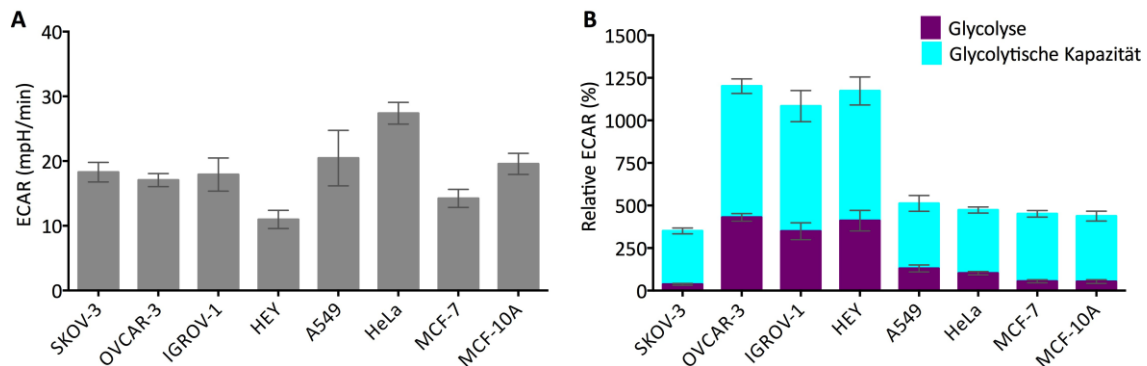 A
ECAR (mpH/min)
40
30
20
10
0
SKOV-3
OVCAR-3
IGROV-1
HEY
A549
HeLa
MCF-7
MCF-10A
B
Glycolyse
Glycolytische Kapazität
Relative ECAR (%)
1500
1250
1000
750
500
250
0
SKOV-3
OVCAR-3
IGROV-1
HEY
A549
HeLa
MCF-7
MCF-10A